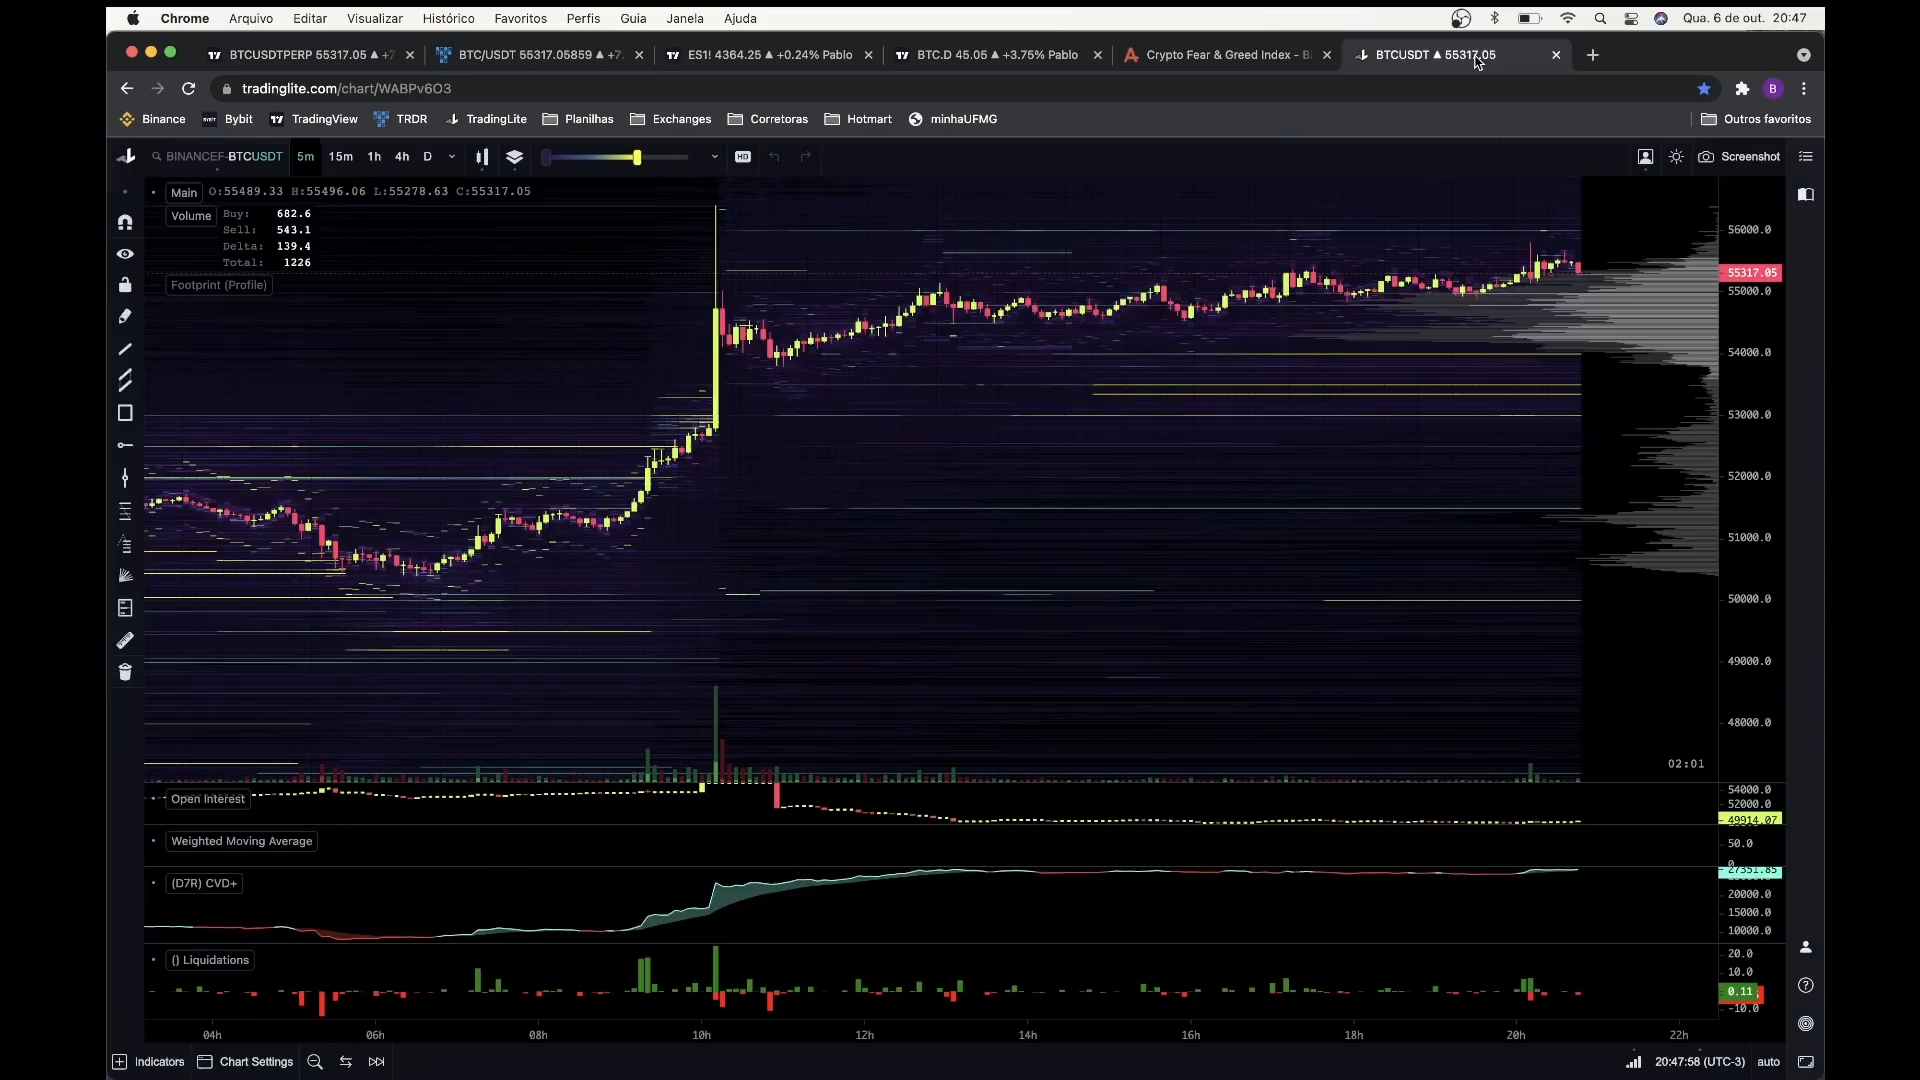 Chrome Arquivo Editar Visualizar Histórico Favoritos Perfis Guia Janela Ajuda Qua. 6 de out. 20:47
BTCUSDTPERP 55317.05 ▲ +7 BTC/USDT 55317.05859 ▲ +7. ES1! 4364.25 ▲ +0.24% Pablo BTC.D 45.05 ▲ +3.75% Pablo Crypto Fear & Greed Index - Bi BTCUSDT ▲ 55317.05
tradinglite.com/chart/WABPv6O3 B
Binance Bybit TradingView TRDR TradingLite Planilhas Exchanges Corretoras Hotmart minhaUFMG Outros favoritos
BINANCEF-BTCUSDT 5m 15m 1h 4h D HD Screenshot
Main O:55489.33 H:55496.06 L:55278.63 C:55317.05
Volume Buy: 682.6
Sell: 543.1
Delta: 139.4
Total: 1226
Footprint (Profile)
56000.0
55317.05
55000.0
54000.0
53000.0
52000.0
51000.0
50000.0
49000.0
48000.0
02:01
Open Interest
54000.0
52000.0
49914.07
Weighted Moving Average
50.0
0
(D7R) CVD+
27351.85
20000.0
15000.0
10000.0
() Liquidations
20.0
10.0
0.11
-10.0
04h 06h 08h 10h 12h 14h 16h 18h 20h 22h
Indicators Chart Settings 20:47:58 (UTC-3) auto